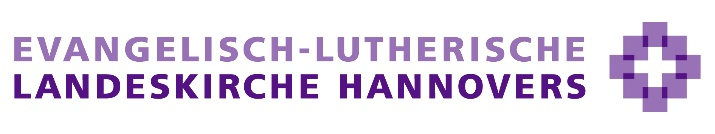 EVANGELISCH-LUTHERISCHE
LANDESKIRCHE HANNOVERS